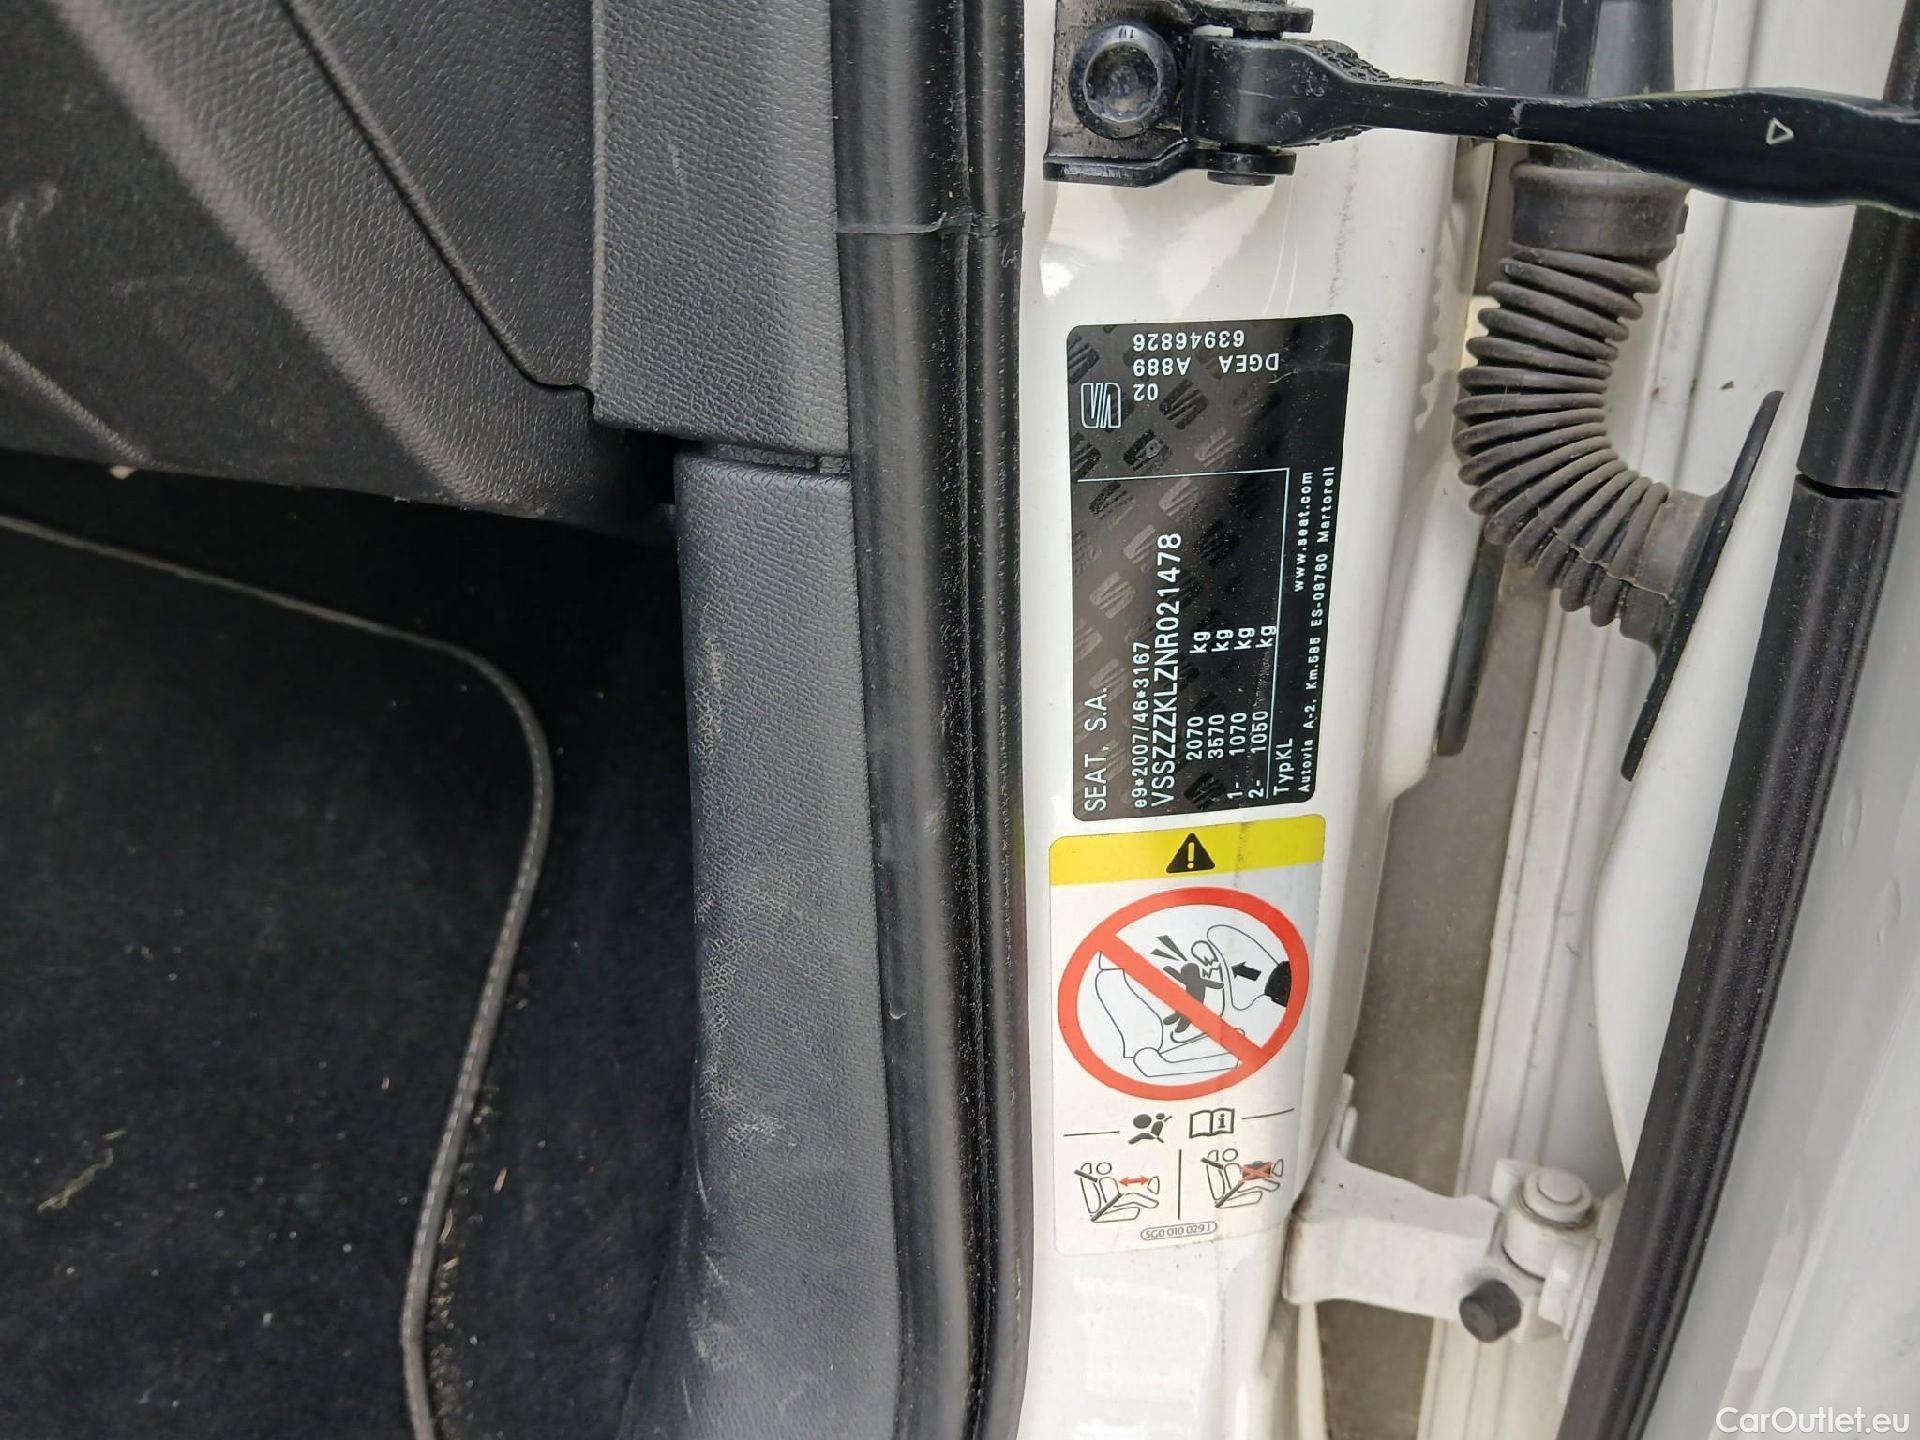 SEAT, S.A.
e9*2007/46*3167
VSSZZZKLZNR021478
2070 kg
3570 kg
1- 1070 kg
2- 1050 kg
TypKL
www.seat.com
Autovia A-2, Km.585 ES-08760 Martorell
02
DGEA A889
63946826
5G0 010 029 J
CarOutlet.eu